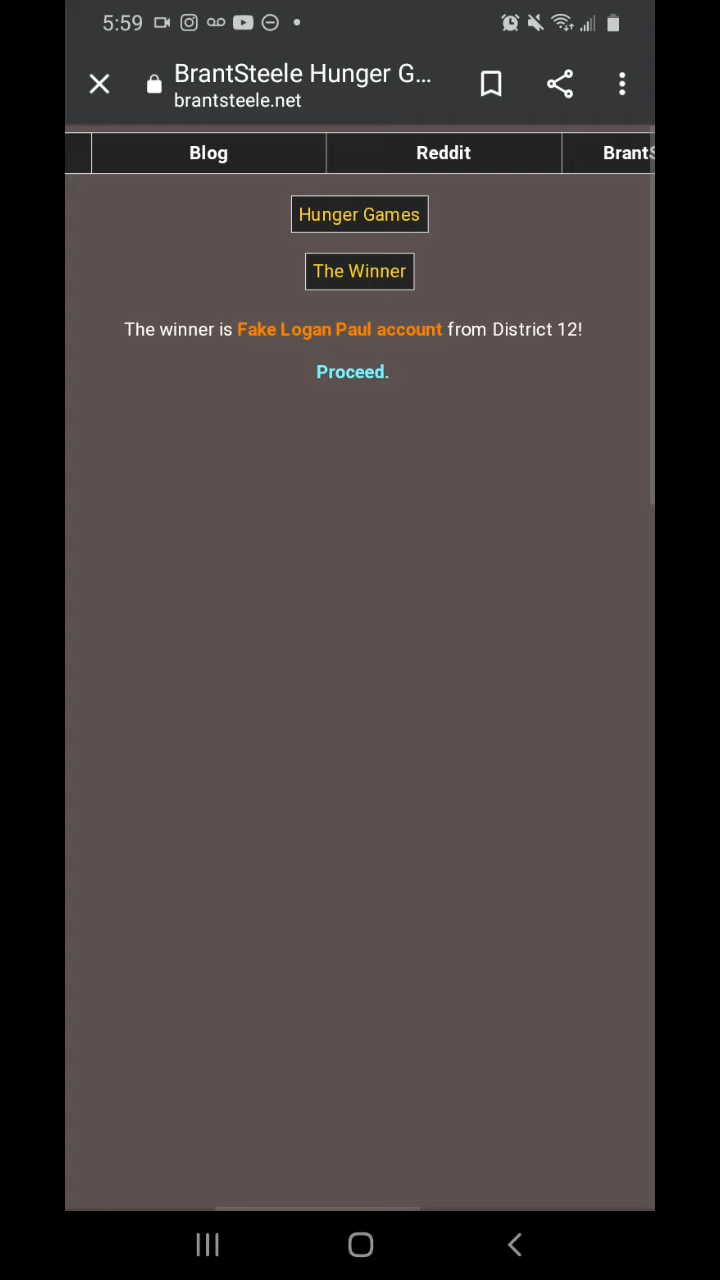 5:59
BrantSteele Hunger G...
brantsteele.net
Blog
Reddit
BrantS
Hunger Games
The Winner
The winner is Fake Logan Paul account from District 12!
Proceed.